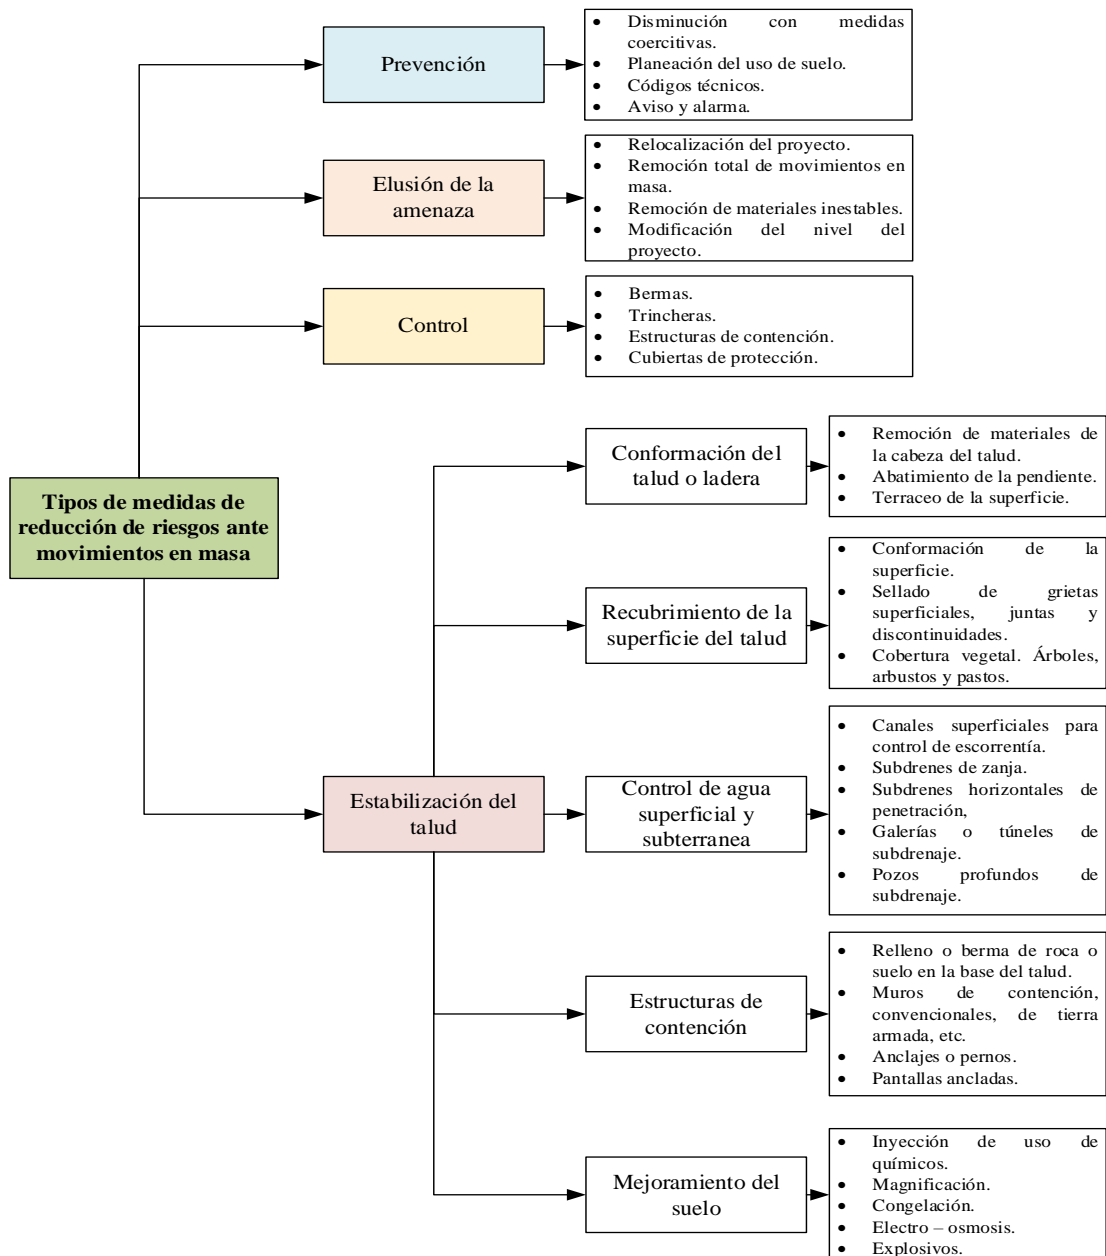 Tipos de medidas de
reducción de riesgos ante
movimientos en masa
Prevención
• Disminución con medidas
coercitivas.
• Planeación del uso de suelo.
• Códigos técnicos.
• Aviso y alarma.
Elusión de la
amenaza
• Relocalización del proyecto.
• Remoción total de movimientos en
masa.
• Remoción de materiales inestables.
• Modificación del nivel del
proyecto.
Control
• Bermas.
• Trincheras.
• Estructuras de contención.
• Cubiertas de protección.
Estabilización del
talud
Conformación del
talud o ladera
• Remoción de materiales de
la cabeza del talud.
• Abatimiento de la pendiente.
• Terraceo de la superficie.
Recubrimiento de la
superficie del talud
• Conformación de la
superficie.
• Sellado de grietas
superficiales, juntas y
discontinuidades.
• Cobertura vegetal. Árboles,
arbustos y pastos.
Control de agua
superficial y
subterranea
• Canales superficiales para
control de escorrentía.
• Subdrenes de zanja.
• Subdrenes horizontales de
penetración,
• Galerías o túneles de
subdrenaje.
• Pozos profundos de
subdrenaje.
Estructuras de
contención
• Relleno o berma de roca o
suelo en la base del talud.
• Muros de contención,
convencionales, de tierra
armada, etc.
• Anclajes o pernos.
• Pantallas ancladas.
Mejoramiento del
suelo
• Inyección de uso de
químicos.
• Magnificación.
• Congelación.
• Electro – osmosis.
• Explosivos.